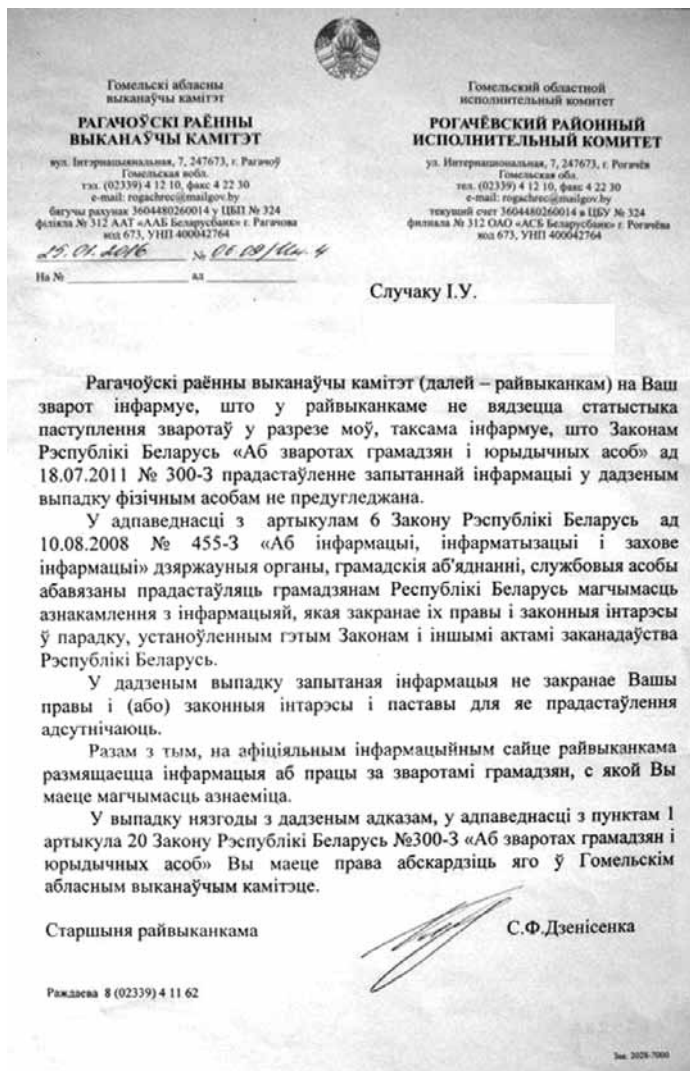 Гомельскі абласны
выканаўчы камітэт
РАГАЧОЎСКІ РАЁННЫ
ВЫКАНАЎЧЫ КАМІТЭТ
вул. Інтэрнацыянальная, 7, 247673, г. Рагачоў
Гомельская вобл.
тэл. (02339) 4 12 10, факс 4 22 30
e-mail: rogachrec@mailgov.by
бягучы рахунак 3604480260014 у ЦБП № 324
філіяла № 312 ААТ «ААБ Беларусбанк» г. Рагачова
код 673, УНП 400042764
25.01.2016 № 06.08/
На № ад
Гомельский областной
исполнительный комитет
РОГАЧЁВСКИЙ РАЙОННЫЙ
ИСПОЛНИТЕЛЬНЫЙ КОМИТЕТ
ул. Интернациональная, 7, 247673, г. Рогачёв
Гомельская обл.
тел. (02339) 4 12 10, факс 4 22 30
e-mail: rogachrec@mailgov.by
текущий счет 3604480260014 в ЦБУ № 324
филиала № 312 ОАО «АСБ Беларусбанк» г. Рогачёва
код 673, УНП 400042764
Случаку І.У.
Рагачоўскі раённы выканаўчы камітэт (далей – райвыканкам) на Ваш
зварот інфармуе, што у райвыканкаме не вядзецца статыстыка
паступлення зваротаў у разрезе моў, таксама інфармуе, што Законам
Рэспублікі Беларусь «Аб зваротах грамадзян і юрыдычных асоб» ад
18.07.2011 № 300-З прадастаўленне запытаннай інфармацыі у дадзеным
выпадку фізічным асобам не предугледжана.
У адпаведнасці з артыкулам 6 Закону Рэспублікі Беларусь ад
10.08.2008 № 455-З «Аб інфармацыі, інфарматызацыі і захове
інфармацыі» дзяржауныя органы, грамадскія аб'яднанні, службовыя асобы
абавязаны прадастаўляць грамадзянам Республікі Беларусь магчымасць
азнакамлення з інфармацыяй, якая закранае іх правы і законныя інтарэсы
ў парадку, устаноўленным гэтым Законам і іншымі актамі заканадаўства
Рэспублікі Беларусь.
У дадзеным выпадку запытаная інфармацыя не закранае Вашы
правы і (або) законныя інтарэсы і паставы для яе прадастаўлення
адсутнічаюць.
Разам з тым, на афіцыяльным інфармацыйным сайце райвыканкама
размящаецца інфармацыя аб працы за зваротамі грамадзян, с якой Вы
маеце магчымасць азнаеміца.
У выпадку нязгоды з дадзеным адказам, у адпаведнасці з пунктам 1
артыкула 20 Закону Рэспублікі Беларусь №300-З «Аб зваротах грамадзян і
юрыдычных асоб» Вы маеце права абскардзіць яго ў Гомельскім
абласным выканаўчым камітэце.
Старшыня райвыканкама С.Ф.Дзенісенка
Раждаева 8 (02339) 4 11 62
Зак. 2028-7000